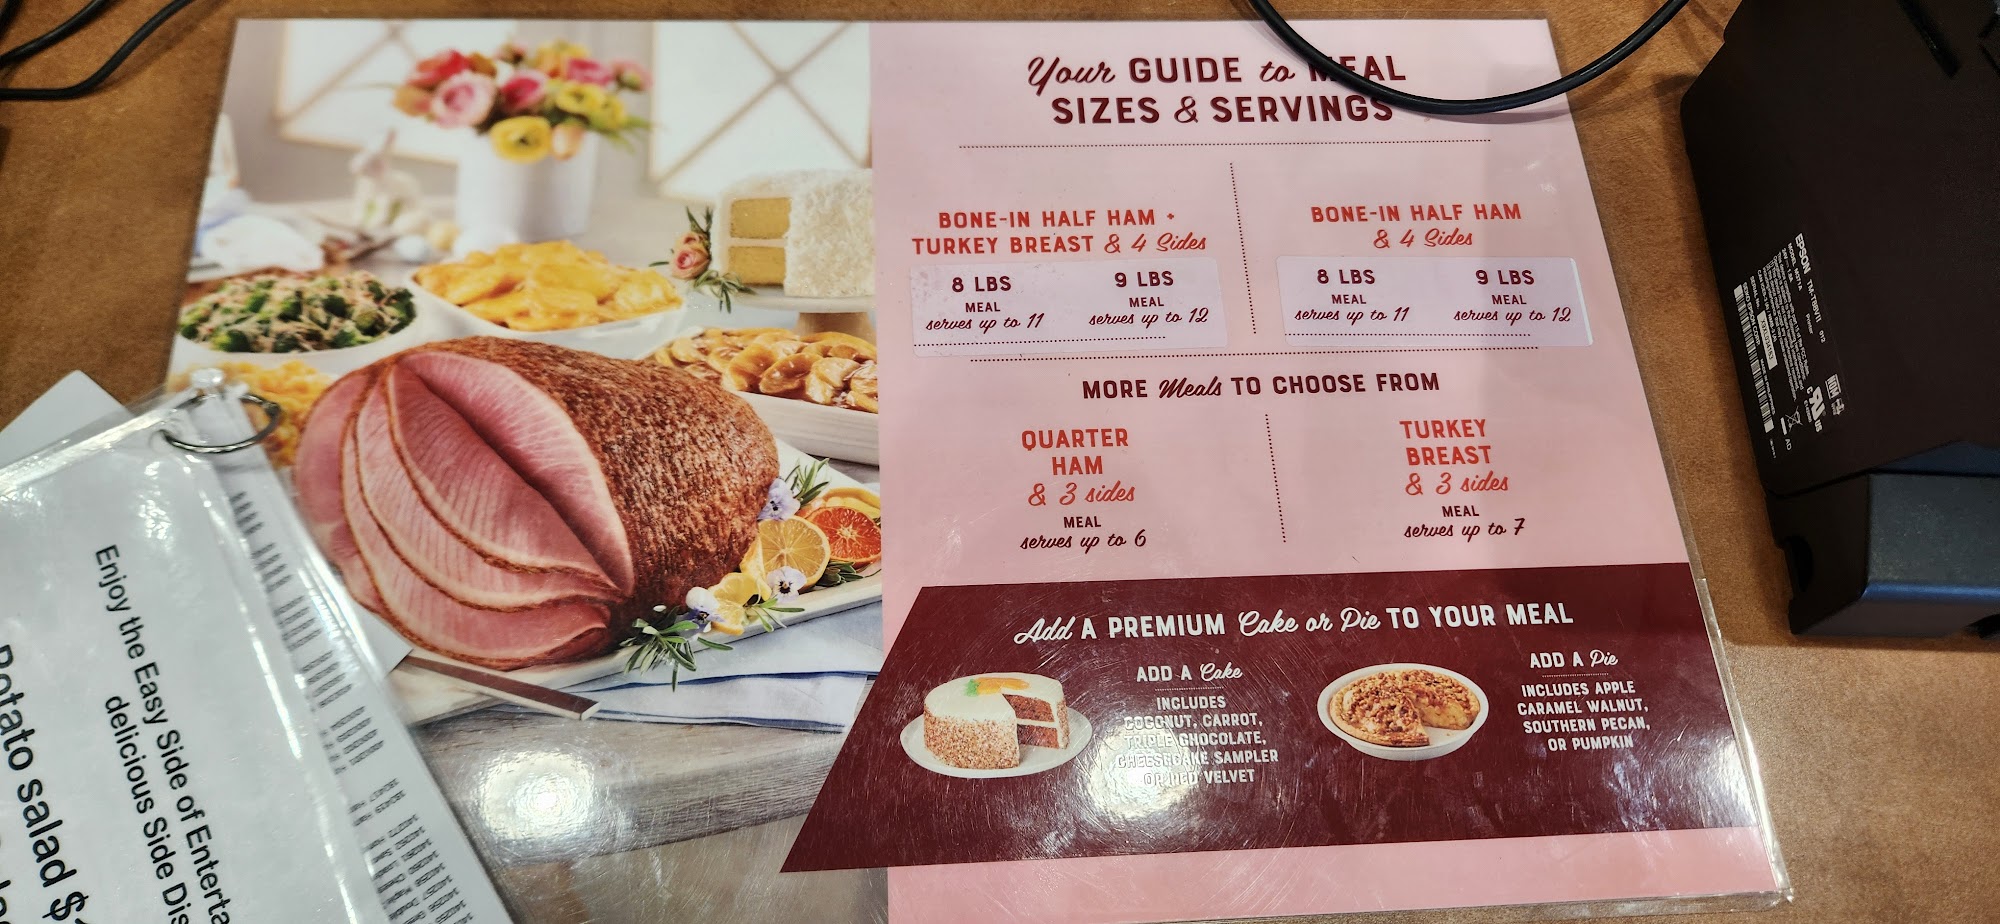 Your GUIDE to MEAL
SIZES & SERVINGS
BONE-IN HALF HAM +
TURKEY BREAST & 4 Sides
8 LBS
MEAL
serves up to 11
9 LBS
MEAL
serves up to 12
BONE-IN HALF HAM
& 4 Sides
8 LBS
MEAL
serves up to 11
9 LBS
MEAL
serves up to 12
MORE Meals TO CHOOSE FROM
QUARTER
HAM
& 3 sides
MEAL
serves up to 6
TURKEY
BREAST
& 3 sides
MEAL
serves up to 7
Add A PREMIUM Cake or Pie TO YOUR MEAL
ADD A Cake
INCLUDES
COCONUT, CARROT,
TRIPLE CHOCOLATE,
CHEESECAKE SAMPLER
OR RED VELVET
ADD A Pie
INCLUDES APPLE
CARAMEL WALNUT,
SOUTHERN PECAN,
OR PUMPKIN
Enjoy the Easy Side of Enterta
delicious Side Dis
Potato salad $
EPSON TM-T88VII